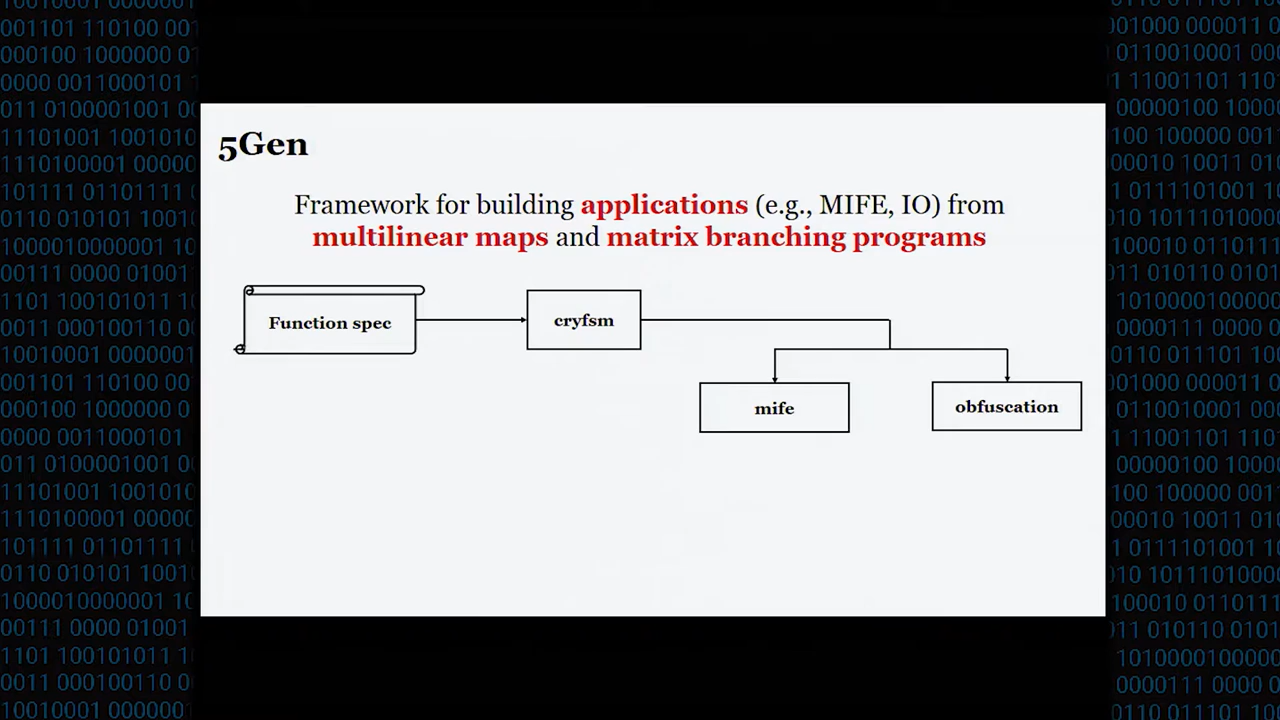 5Gen
Framework for building applications (e.g., MIFE, IO) from
multilinear maps and matrix branching programs
Function spec
cryfsm
mife
obfuscation